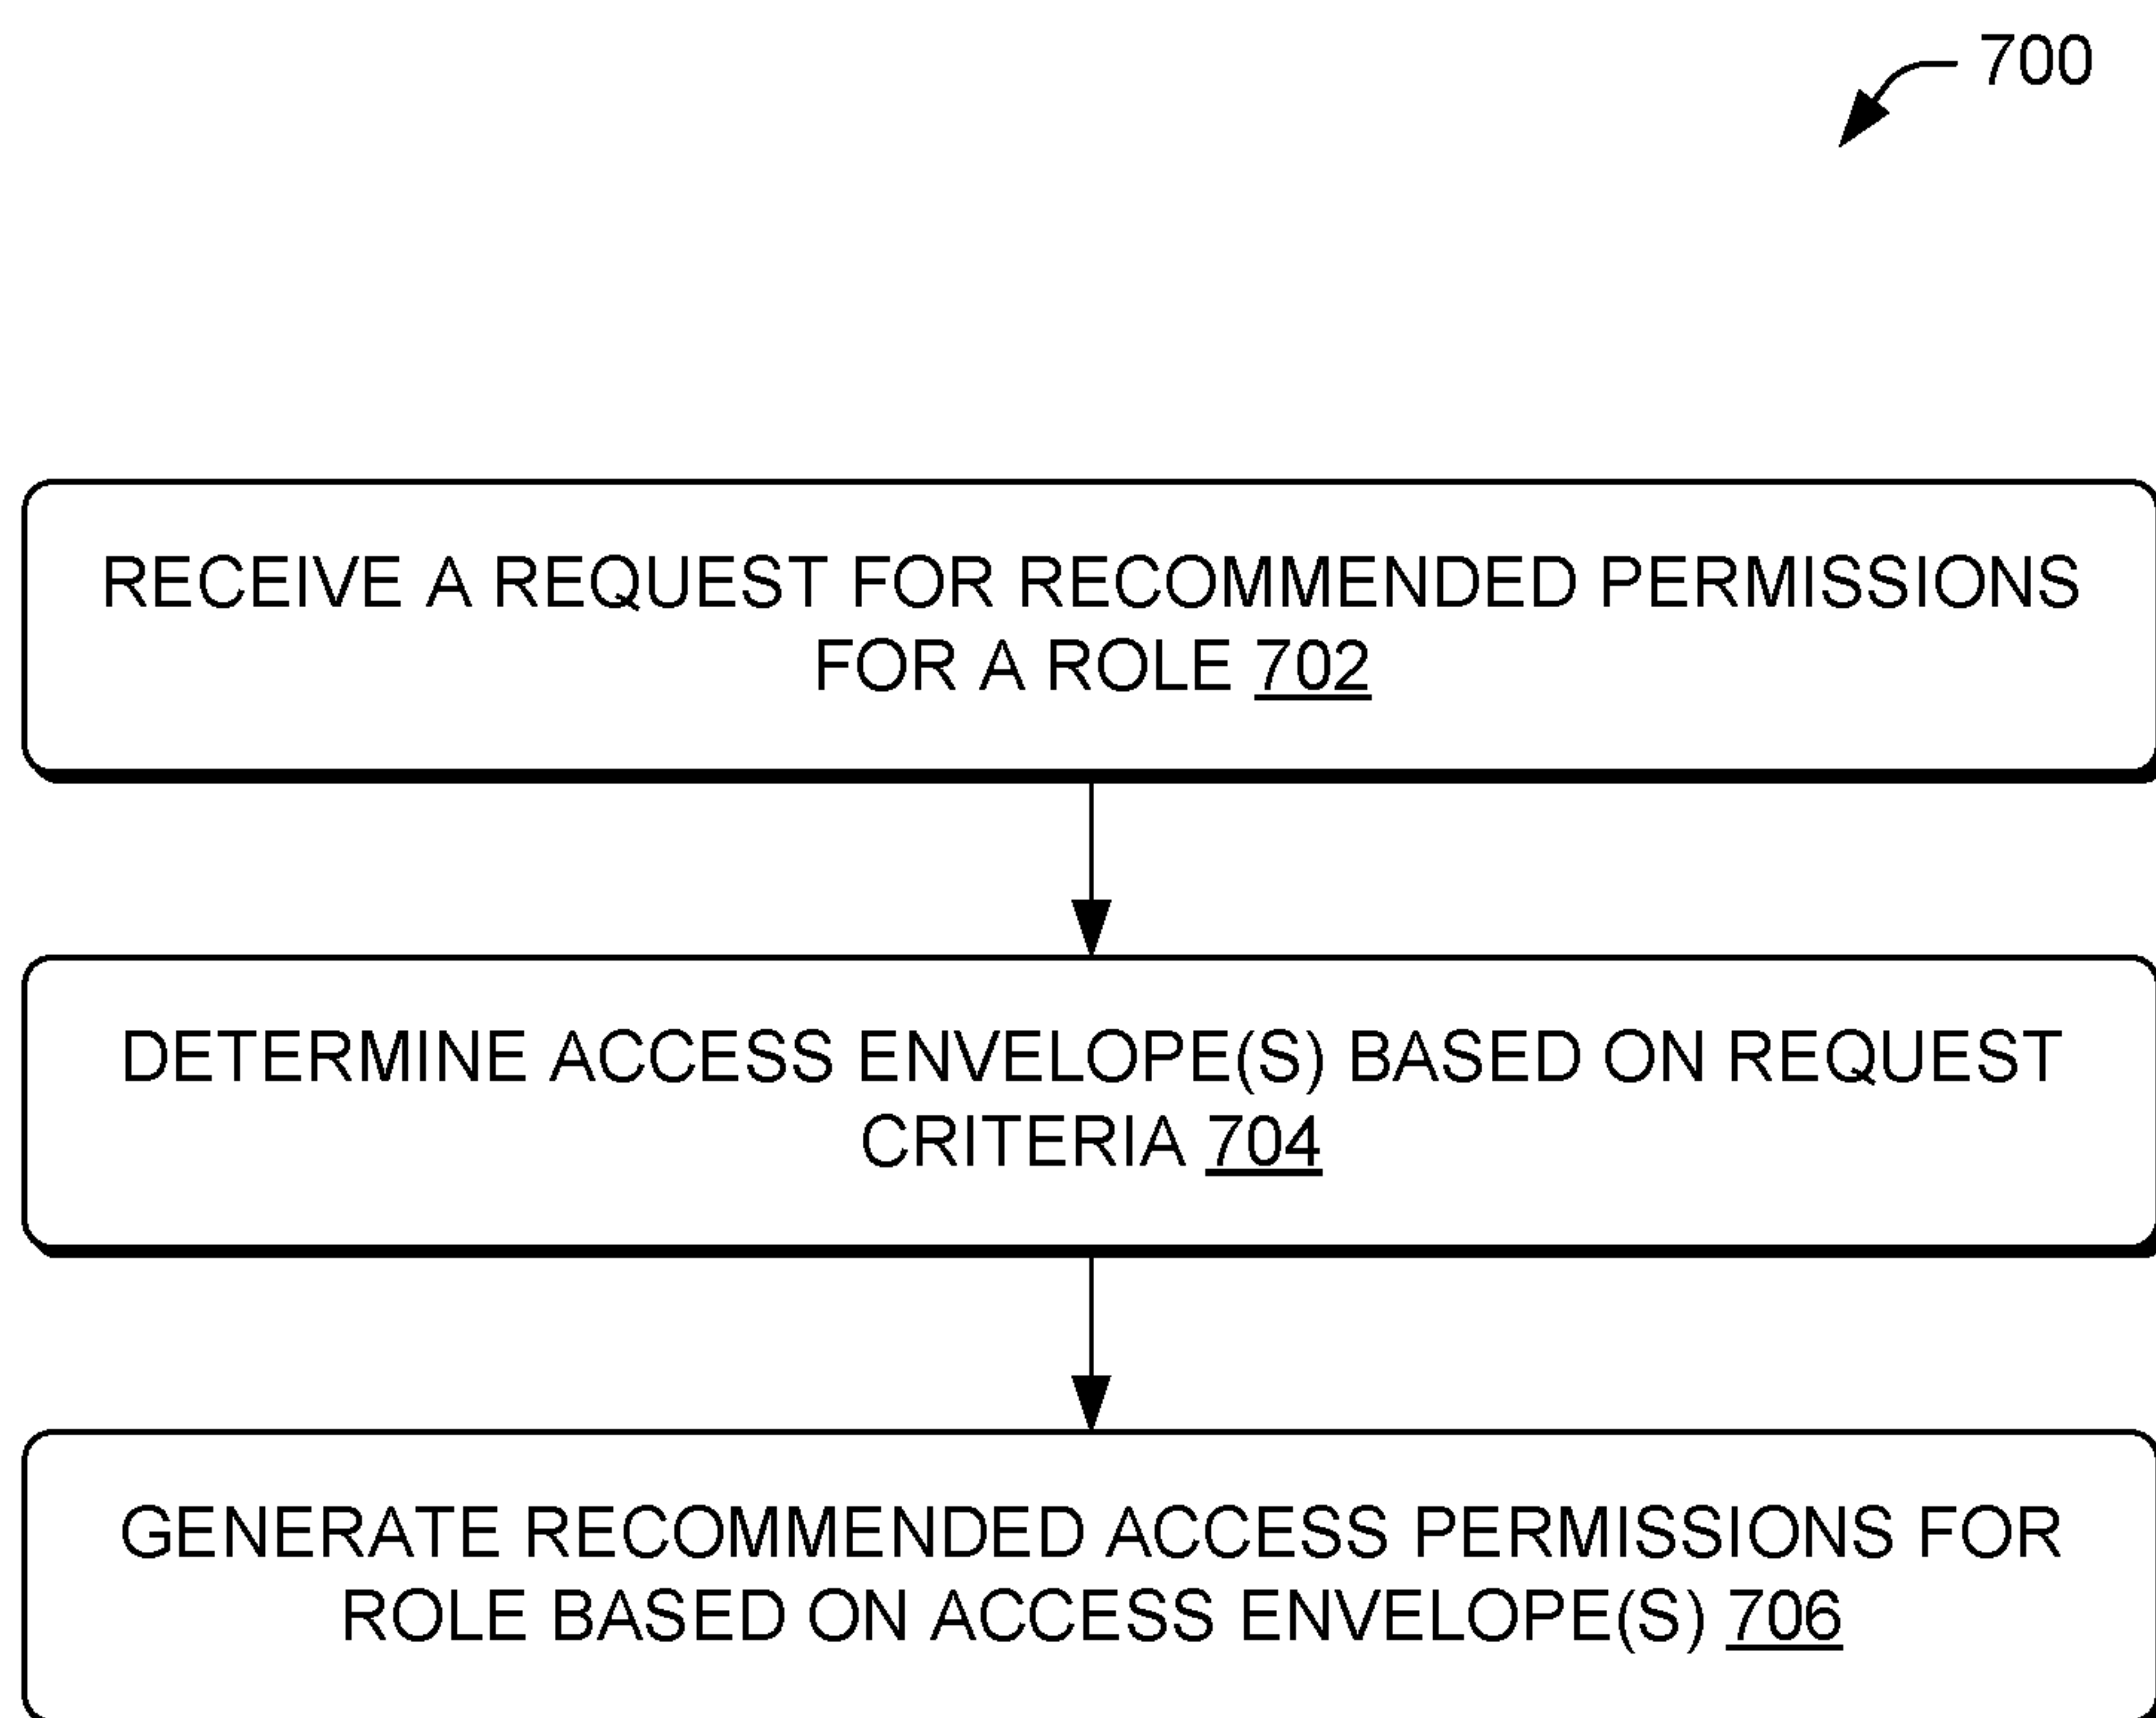 700
RECEIVE A REQUEST FOR RECOMMENDED PERMISSIONS
FOR A ROLE 702
DETERMINE ACCESS ENVELOPE(S) BASED ON REQUEST
CRITERIA 704
GENERATE RECOMMENDED ACCESS PERMISSIONS FOR
ROLE BASED ON ACCESS ENVELOPE(S) 706